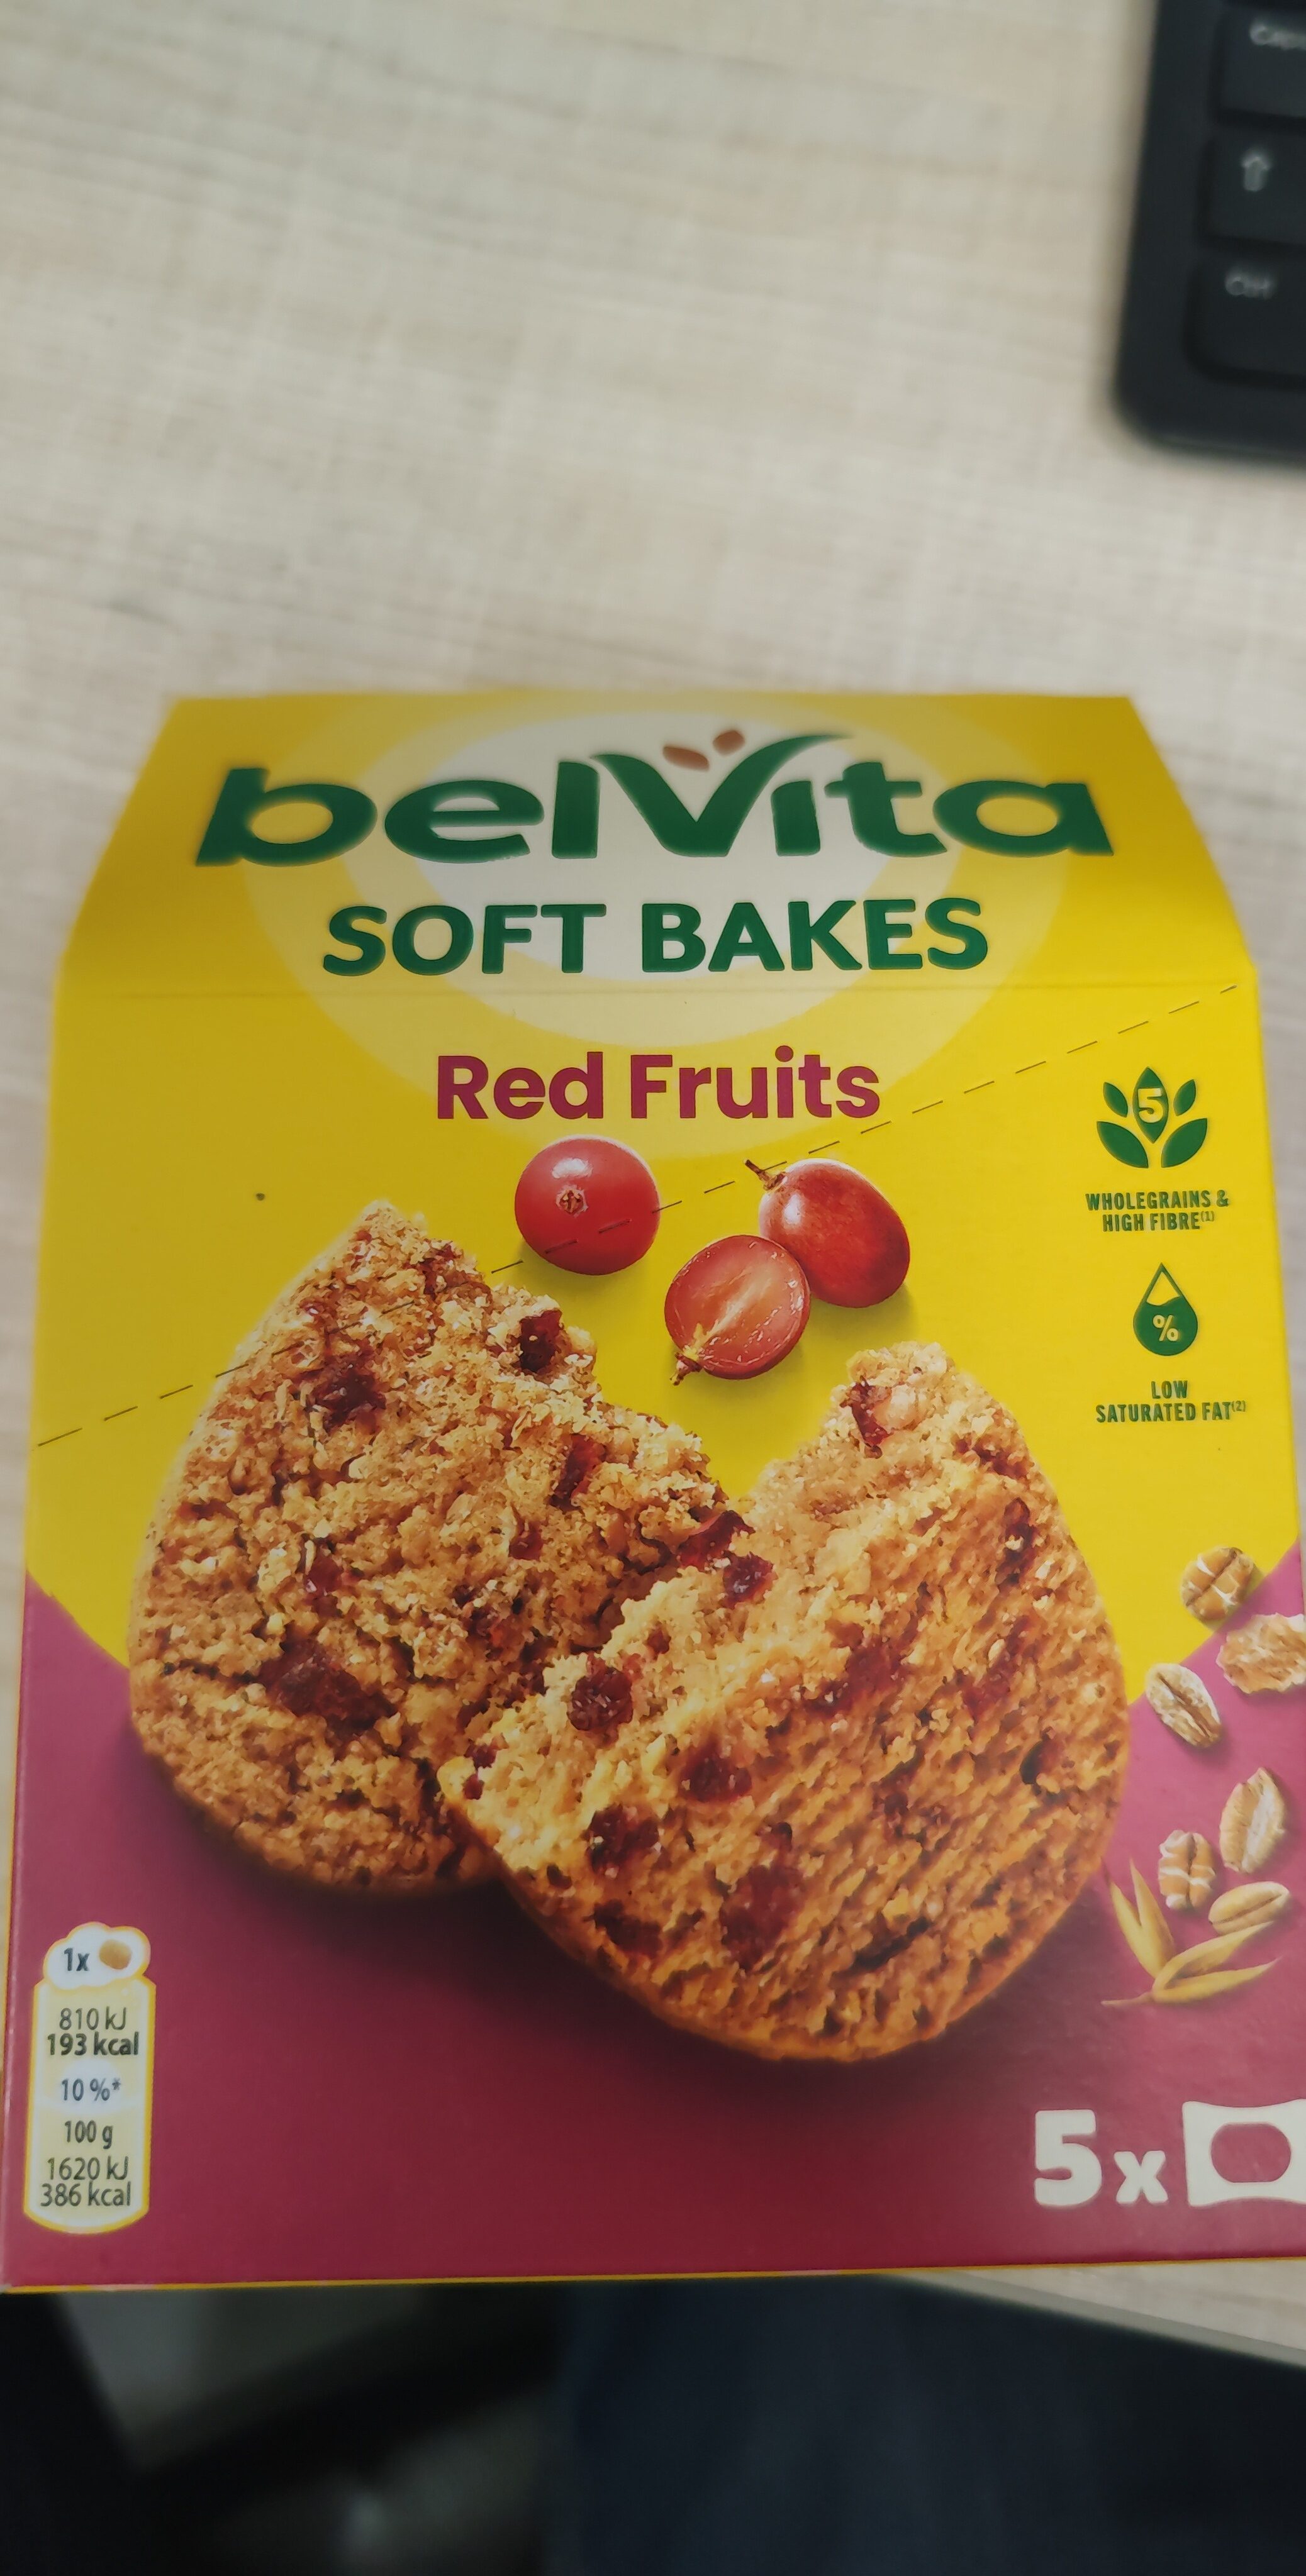 Ctrl
belVita
SOFT BAKES
Red Fruits
5
WHOLEGRAINS &
HIGH FIBRE(1)
%
LOW
SATURATED FAT(2)
1x
810 kJ
193 kcal
10 %*
100 g
1620 kJ
386 kcal
5x